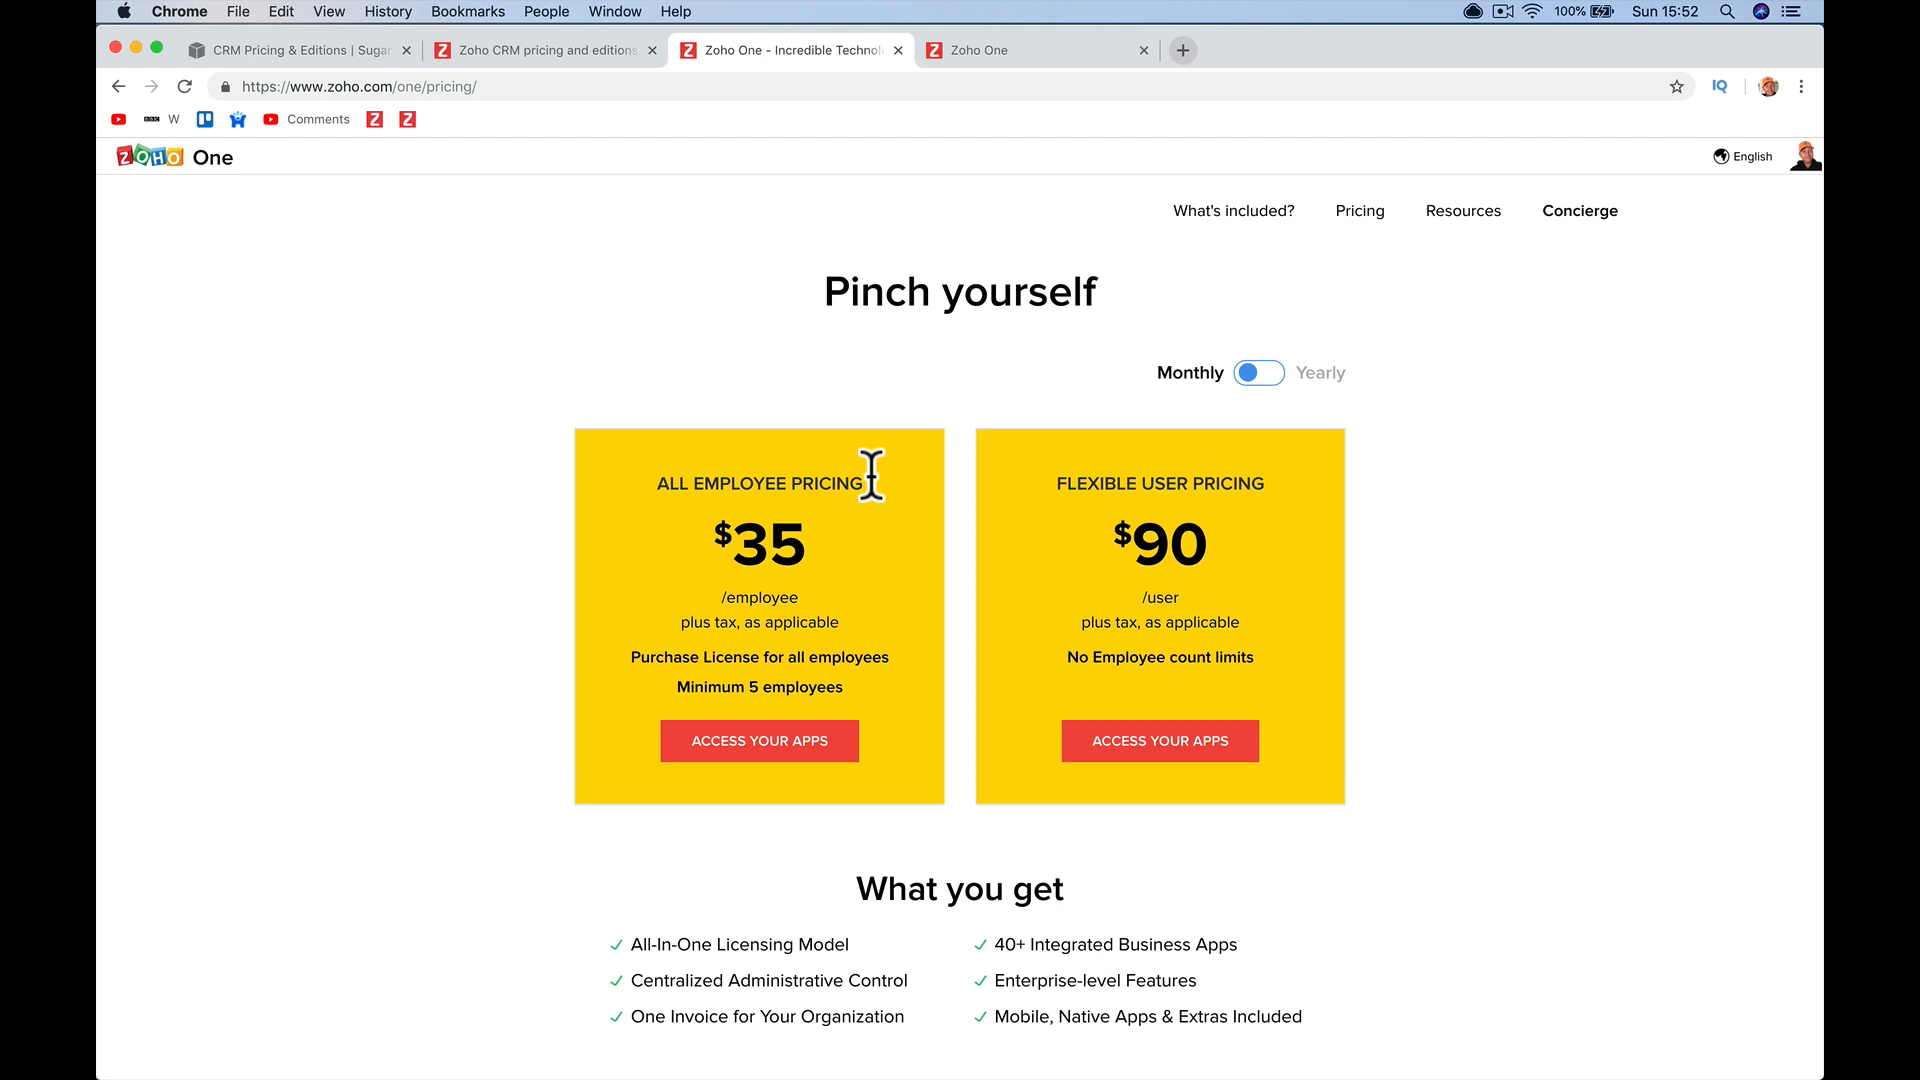 Chrome File Edit View History Bookmarks People Window Help 100% Sun 15:52
CRM Pricing & Editions | Sugar Zoho CRM pricing and editions Zoho One - Incredible Technol Zoho One
https://www.zoho.com/one/pricing/ IQ
BBC W Comments Z Z
ZOHO One English
What's included? Pricing Resources Concierge
Pinch yourself
Monthly Yearly
ALL EMPLOYEE PRICING
$35
/employee
plus tax, as applicable
Purchase License for all employees
Minimum 5 employees
ACCESS YOUR APPS
FLEXIBLE USER PRICING
$90
/user
plus tax, as applicable
No Employee count limits
ACCESS YOUR APPS
What you get
All-In-One Licensing Model
Centralized Administrative Control
One Invoice for Your Organization
40+ Integrated Business Apps
Enterprise-level Features
Mobile, Native Apps & Extras Included